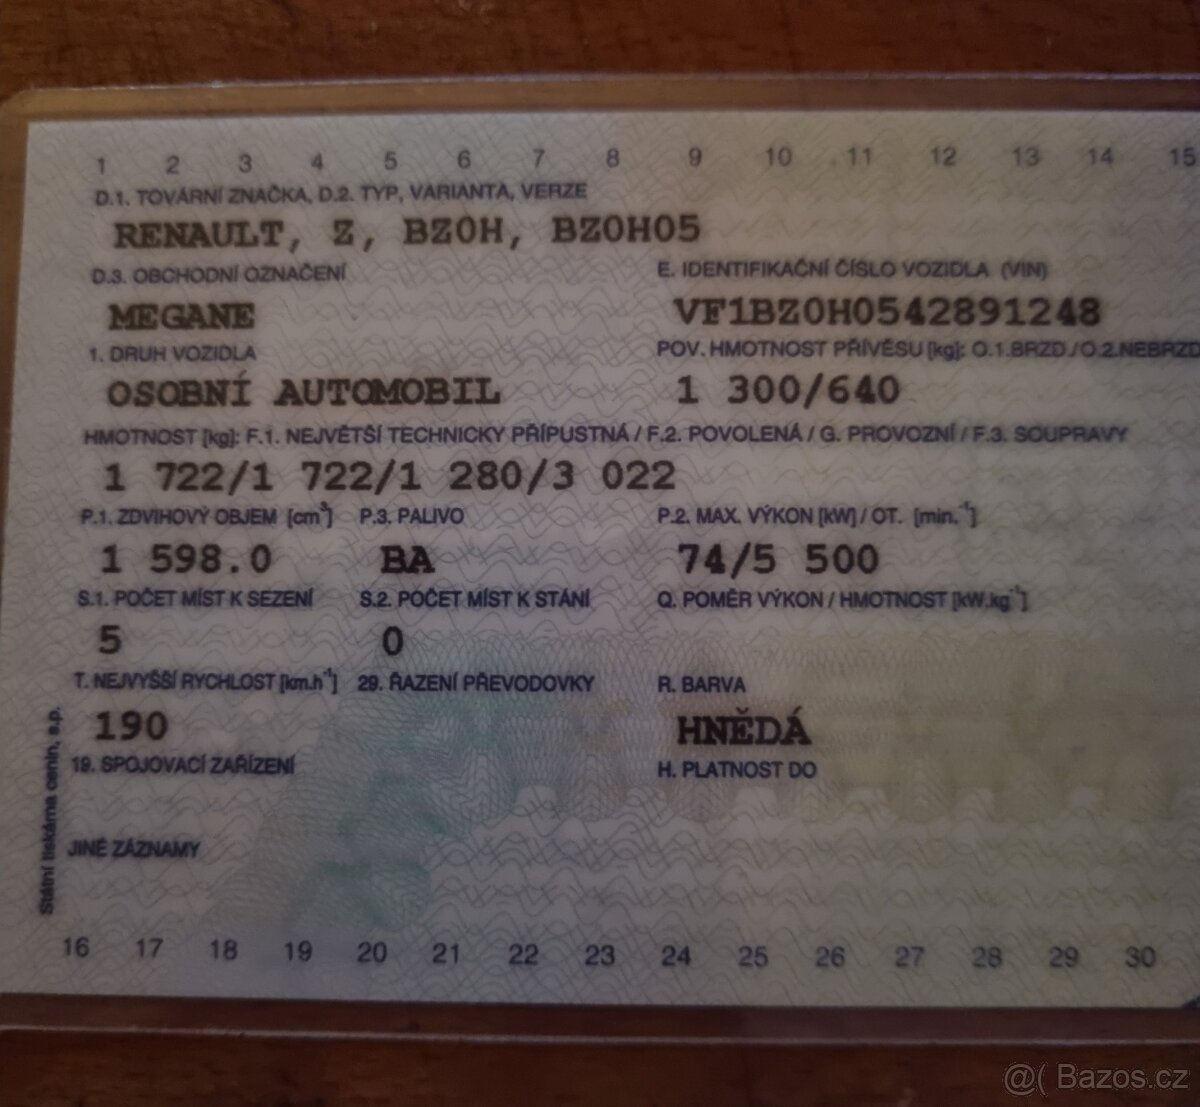 1 2 3 4 5 6 7 8 9 10 11 12 13 14 15
D.1. TOVÁRNÍ ZNAČKA, D.2. TYP, VARIANTA, VERZE
RENAULT, Z, BZ0H, BZ0H05
D.3. OBCHODNÍ OZNAČENÍ E. IDENTIFIKAČNÍ ČÍSLO VOZIDLA (VIN)
MEGANE VF1BZ0H0542891248
1. DRUH VOZIDLA POV. HMOTNOST PŘÍVĚSU [kg]: O.1.BRZD./O.2.NEBRZD
OSOBNÍ AUTOMOBIL 1 300/640
HMOTNOST [kg]: F.1. NEJVĚTŠÍ TECHNICKY PŘÍPUSTNÁ / F.2. POVOLENÁ / G. PROVOZNÍ / F.3. SOUPRAVY
1 722/1 722/1 280/3 022
P.1. ZDVIHOVÝ OBJEM [cm³] P.3. PALIVO P.2. MAX. VÝKON [kW] / OT. [min.⁻¹]
1 598.0 BA 74/5 500
S.1. POČET MÍST K SEZENÍ S.2. POČET MÍST K STÁNÍ Q. POMĚR VÝKON / HMOTNOST [kW.kg⁻¹]
5 0
T. NEJVYŠŠÍ RYCHLOST [km.h⁻¹] 29. ŘAZENÍ PŘEVODOVKY R. BARVA
190 HNĚDÁ
19. SPOJOVACÍ ZAŘÍZENÍ H. PLATNOST DO
JINÉ ZÁZNAMY
Státní tiskárna cenin, s.p.
16 17 18 19 20 21 22 23 24 25 26 27 28 29 30
@( Bazos.cz